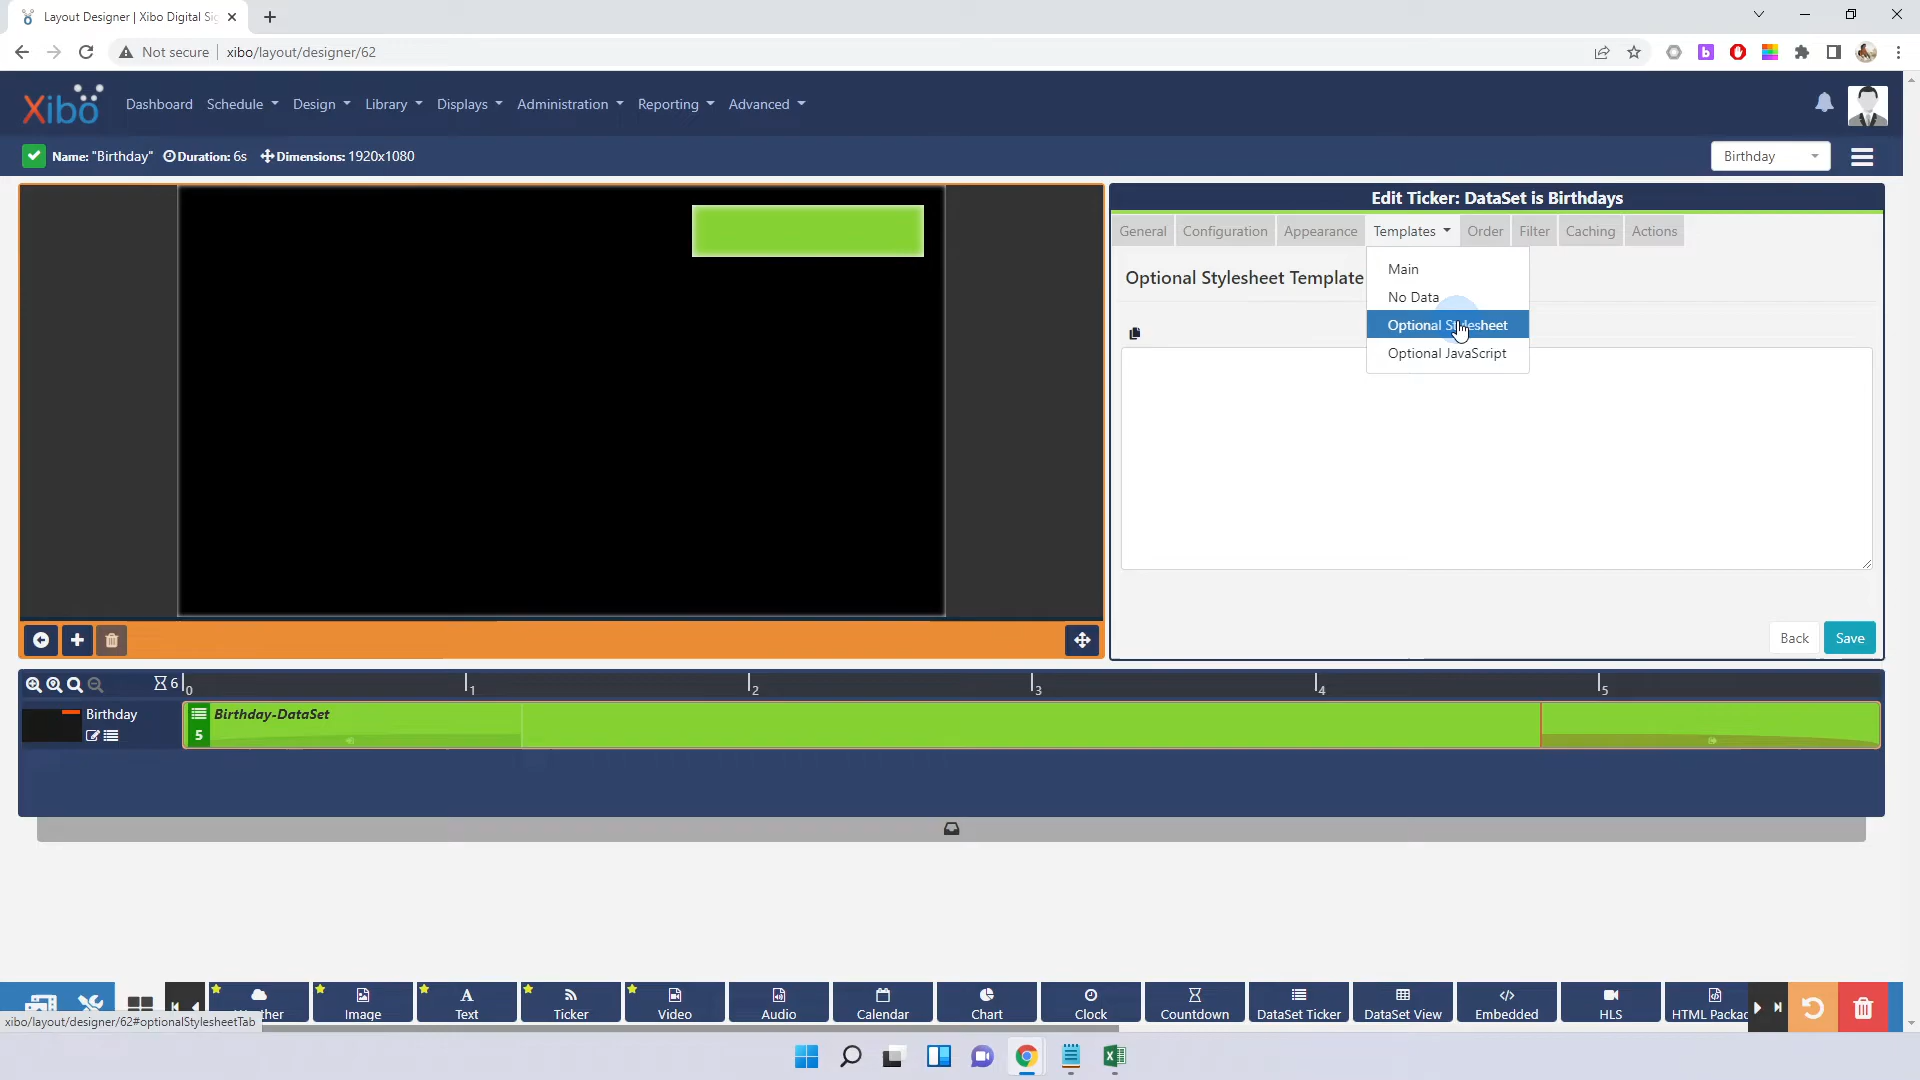 Layout Designer | Xibo Digital Sig
Not secure
xibo/layout/designer/62
Xibo
Dashboard
Schedule
Design
Library
Displays
Administration
Reporting
Advanced
Name: "Birthday"
Duration: 6s
Dimensions: 1920x1080
Birthday
Edit Ticker: DataSet is Birthdays
General
Configuration
Appearance
Templates
Order
Filter
Caching
Actions
Optional Stylesheet Template
Main
No Data
Optional Stylesheet
Optional JavaScript
Back
Save
6
0
1
2
3
4
5
Birthday
5
Birthday-DataSet
Weather
Image
Text
Ticker
Video
Audio
Calendar
Chart
Clock
Countdown
DataSet Ticker
DataSet View
Embedded
HLS
HTML Packag
xibo/layout/designer/62#optionalStylesheetTab